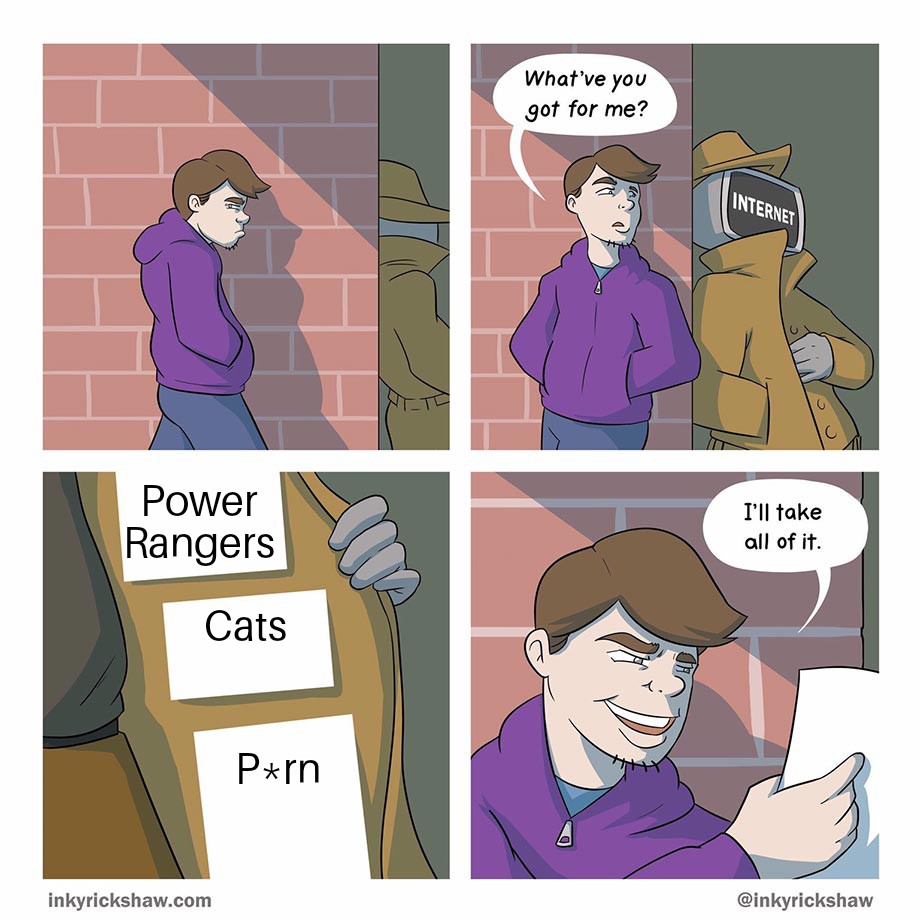 What've you
got for me?
INTERNET
Power
Rangers
Cats
P*rn
I'll take
all of it.
inkyrickshaw.com
@inkyrickshaw